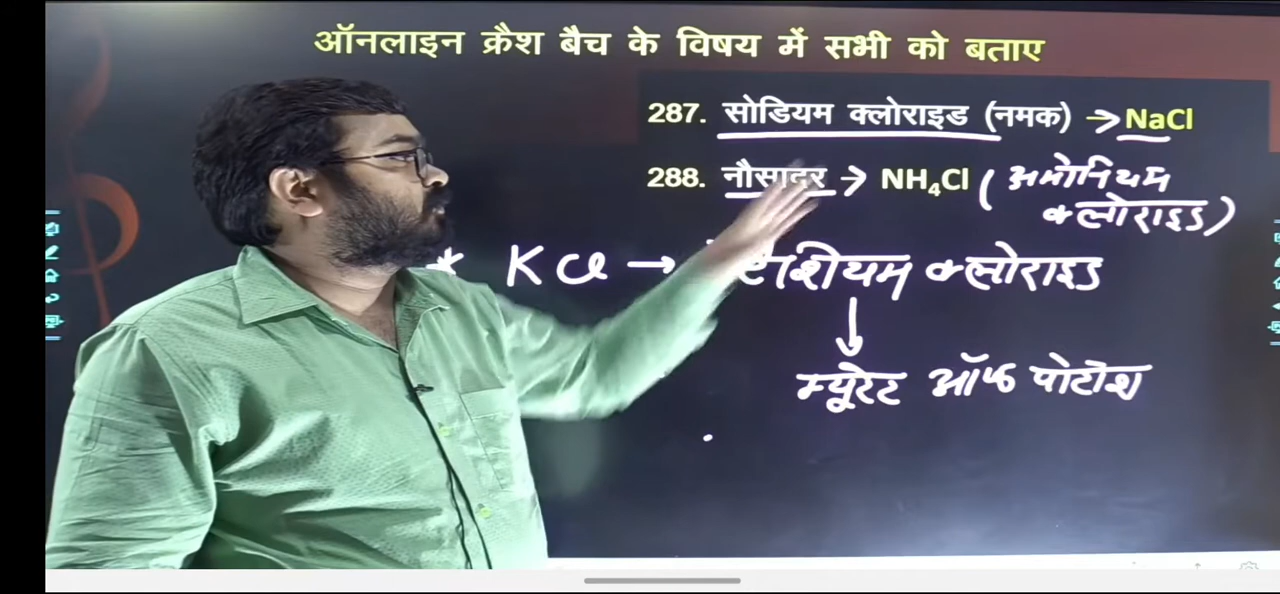 ऑनलाइन क्रैश बैच के विषय में सभी को बताए
287. सोडियम क्लोराइड (नमक) → NaCl
288. नौसादर → NH₄Cl (अमोनियम
क्लोराइड)
* KCl → टाशियम क्लोराइड
↓
म्यूरेट ऑफ पोटाश